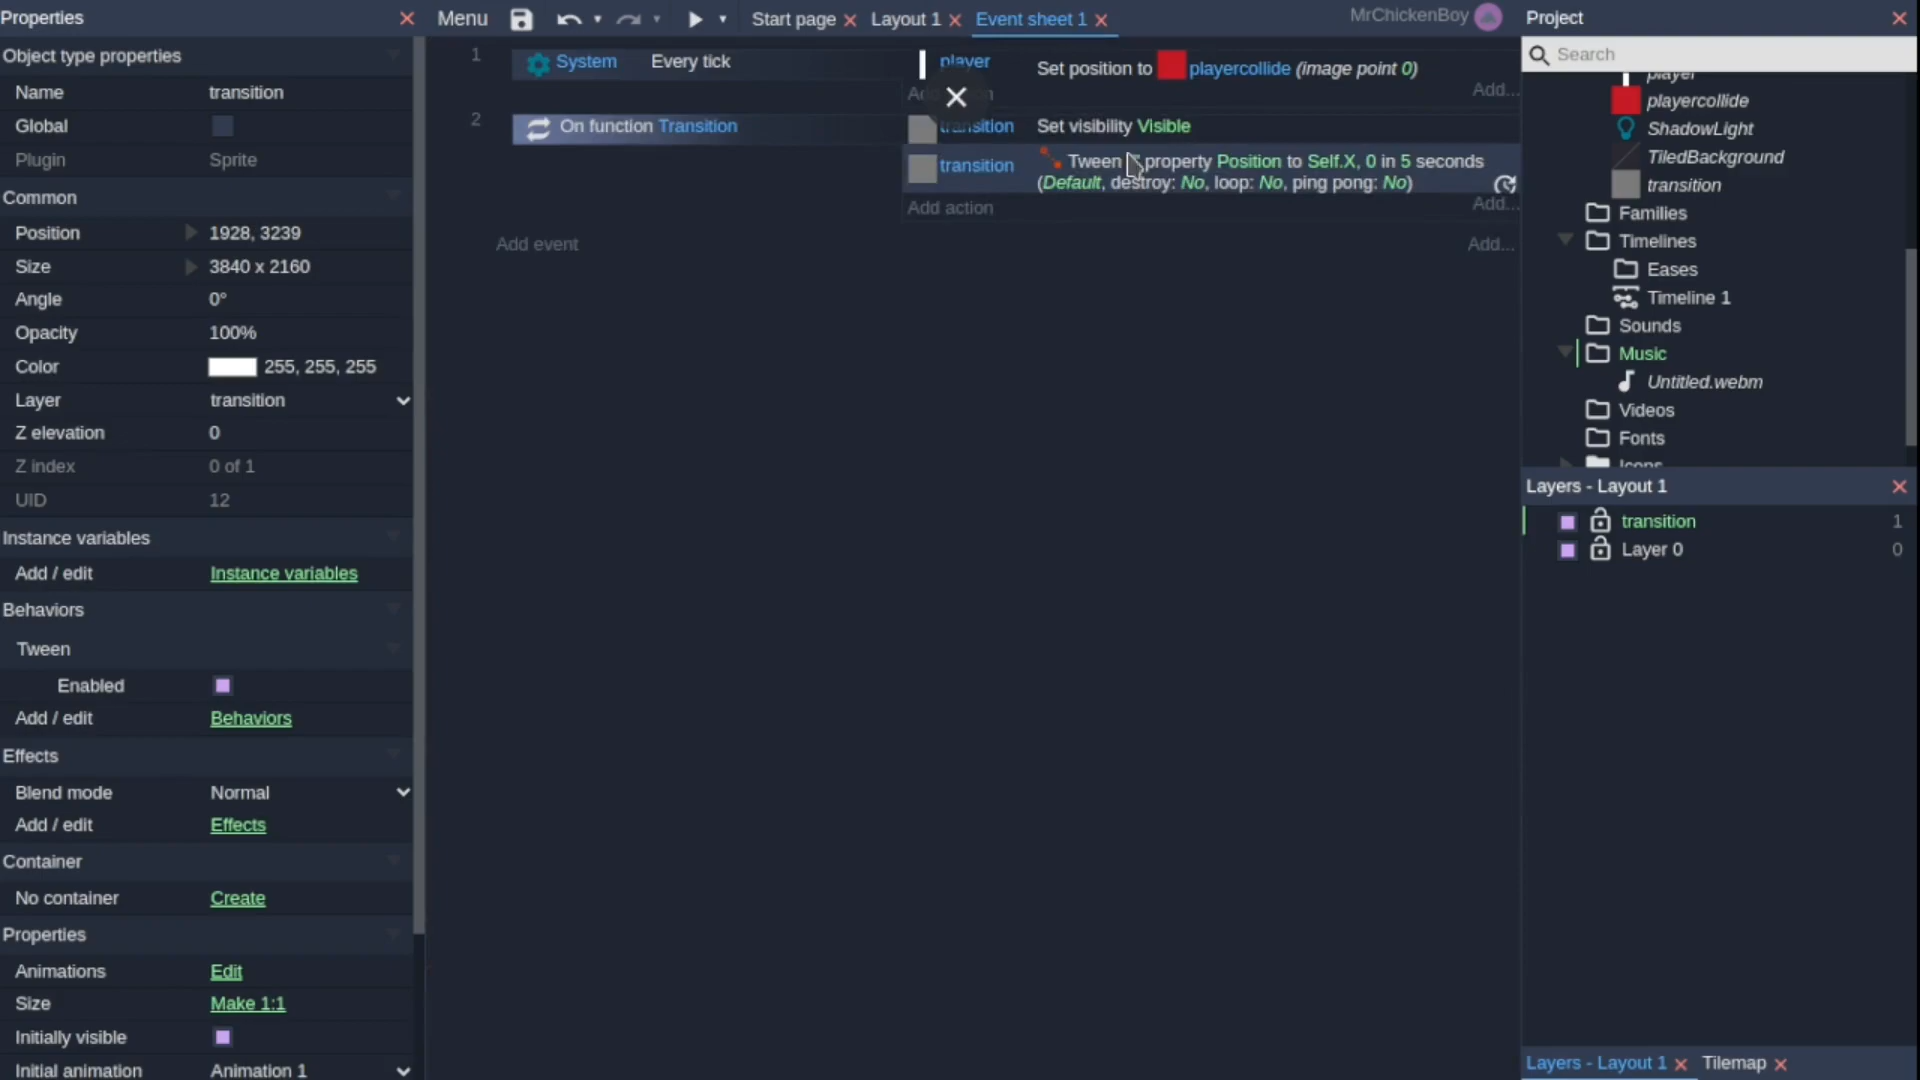 Properties
Object type properties
Name transition
Global
Plugin Sprite
Common
Position 1928, 3239
Size 3840 x 2160
Angle 0°
Opacity 100%
Color 255, 255, 255
Layer transition
Z elevation 0
Z index 0 of 1
UID 12
Instance variables
Add / edit Instance variables
Behaviors
Tween
Enabled
Add / edit Behaviors
Effects
Blend mode Normal
Add / edit Effects
Container
No container Create
Properties
Animations Edit
Size Make 1:1
Initially visible
Initial animation Animation 1
Menu
Start page
Layout 1
Event sheet 1
MrChickenBoy
1 System Every tick
player Set position to playercollide (image point 0)
Add...
2 On function Transition
transition Set visibility Visible
transition Tween property Position to Self.X, 0 in 5 seconds
(Default, destroy: No, loop: No, ping pong: No)
Add action Add...
Add event Add...
Project
Search
player
playercollide
ShadowLight
TiledBackground
transition
Families
Timelines
Eases
Timeline 1
Sounds
Music
Untitled.webm
Videos
Fonts
Icons
Layers - Layout 1
transition 1
Layer 0 0
Layers - Layout 1 Tilemap